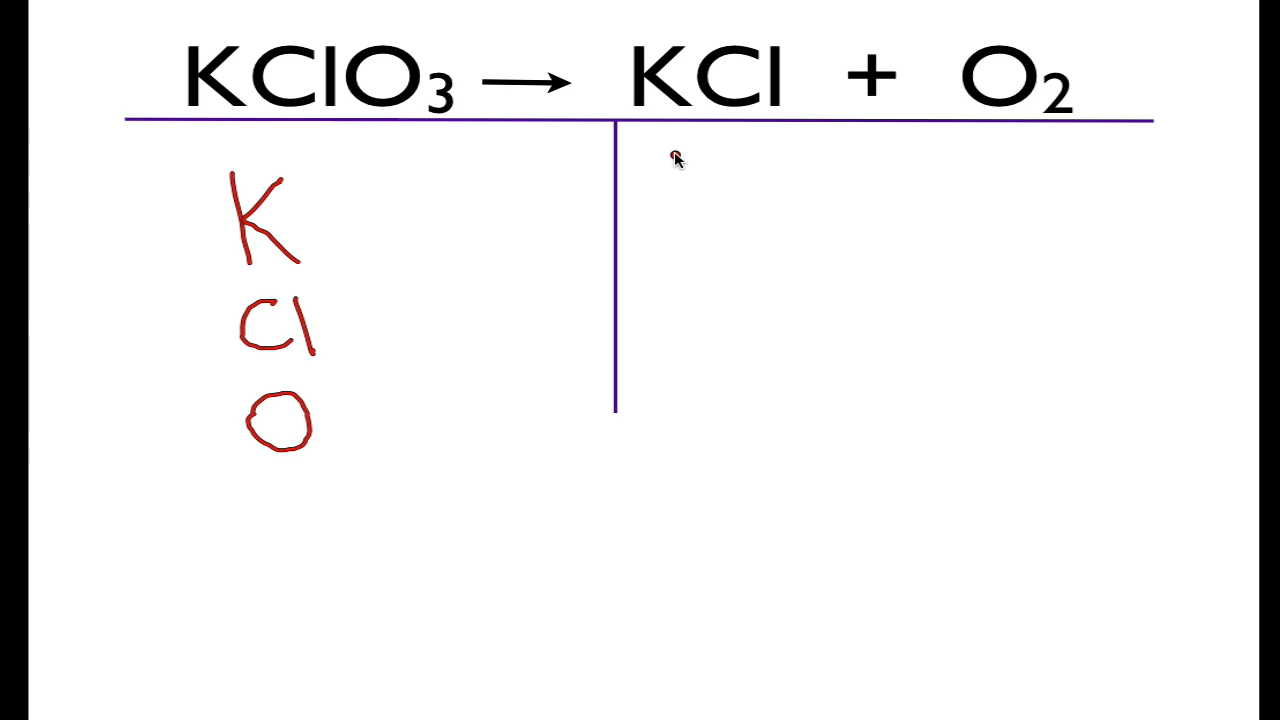 KClO₃ → KCl + O₂
K
Cl
O